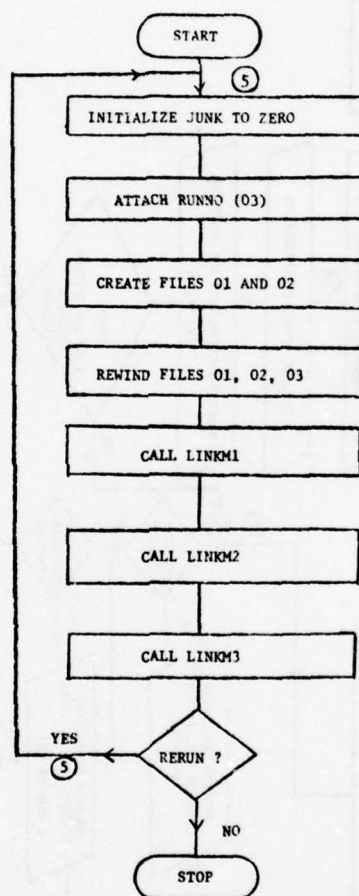 START
5
INITIALIZE JUNK TO ZERO
ATTACH RUNNO (03)
CREATE FILES 01 AND 02
REWIND FILES 01, 02, 03
CALL LINKM1
CALL LINKM2
CALL LINKM3
YES
5
RERUN ?
NO
STOP